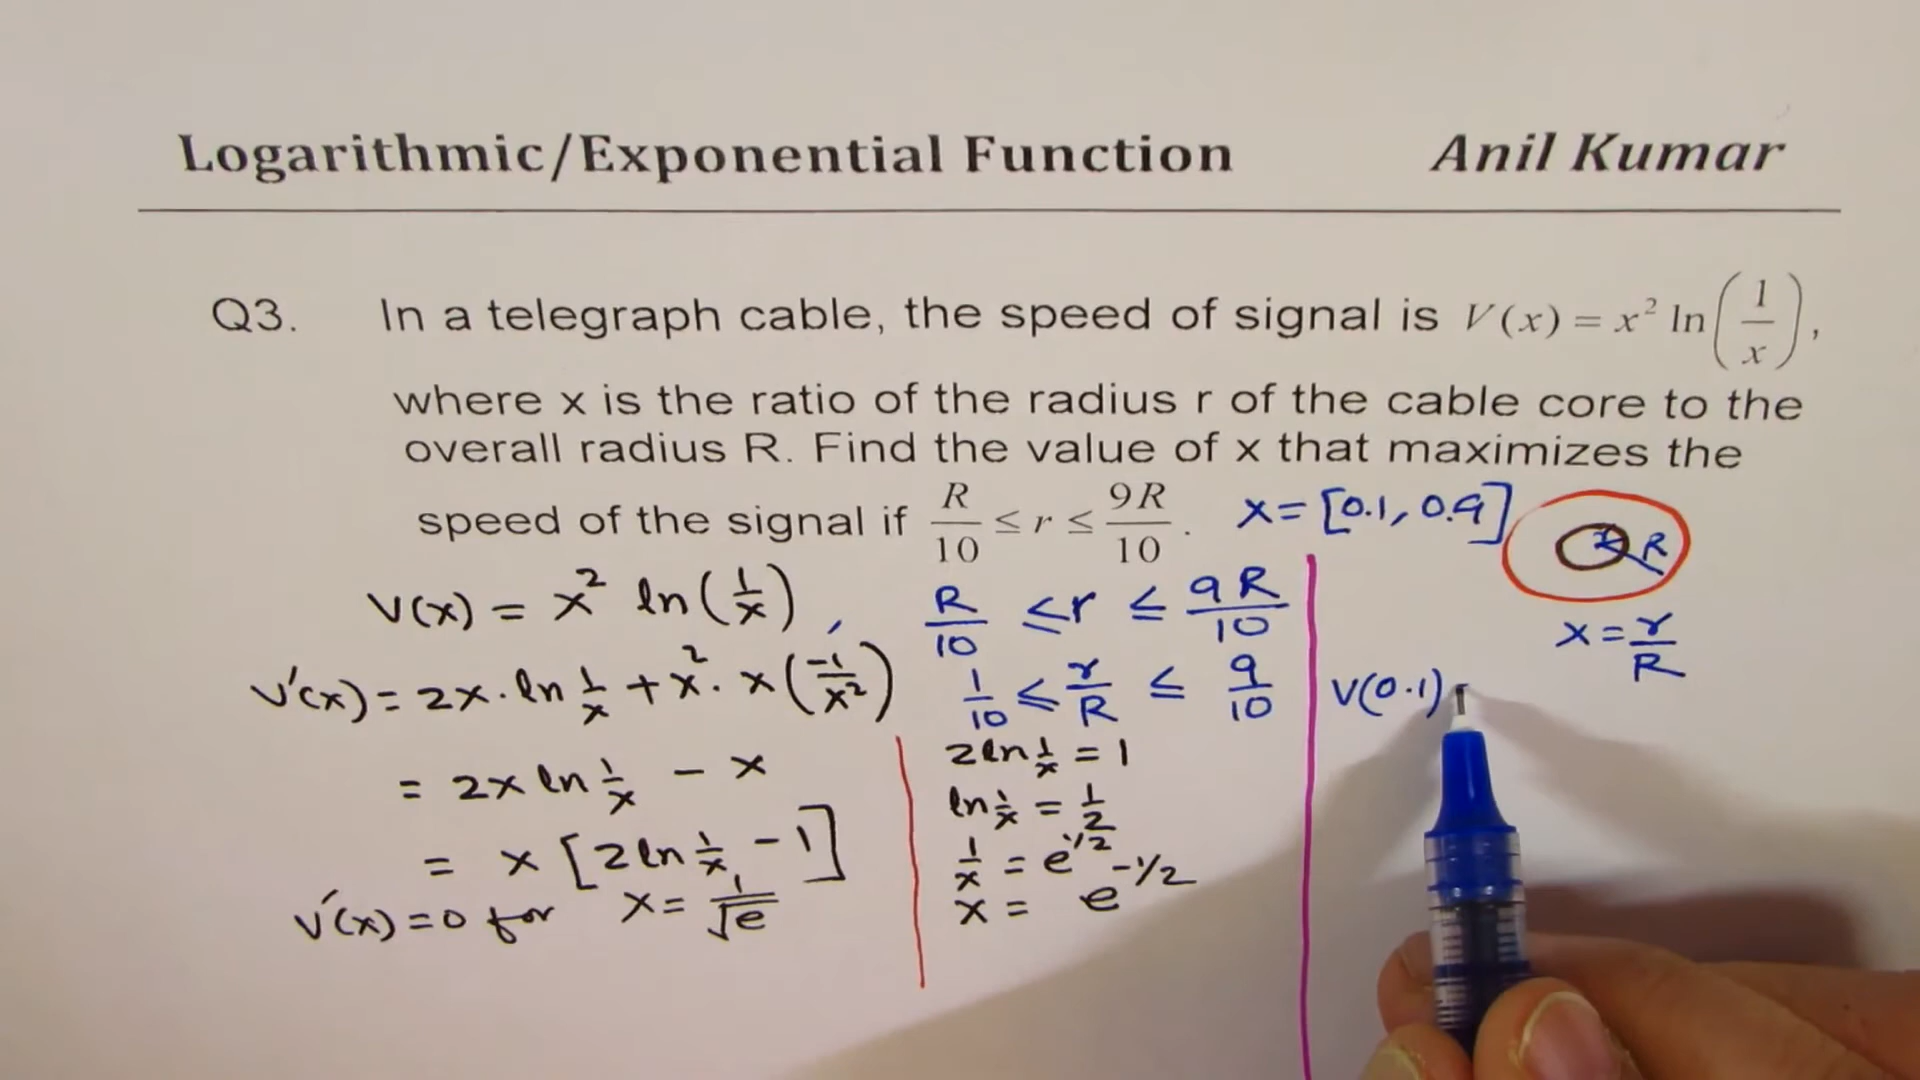 Logarithmic/Exponential Function Anil Kumar
Q3. In a telegraph cable, the speed of signal is V(x) = x² ln(1/x),
where x is the ratio of the radius r of the cable core to the
overall radius R. Find the value of x that maximizes the
speed of the signal if R/10 ≤ r ≤ 9R/10. x = [0.1, 0.9]
R
V(x) = x² ln(1/x),
V'(x) = 2x · ln 1/x + x² · x(-1/x²)
= 2x ln 1/x - x
= x [2 ln 1/x - 1]
V'(x) = 0 for x = 1/√e
R/10 ≤ r ≤ 9R/10
1/10 ≤ r/R ≤ 9/10
2 ln 1/x = 1
ln 1/x = 1/2
1/x = e^1/2
x = e^-1/2
x = r/R
V(0.1)